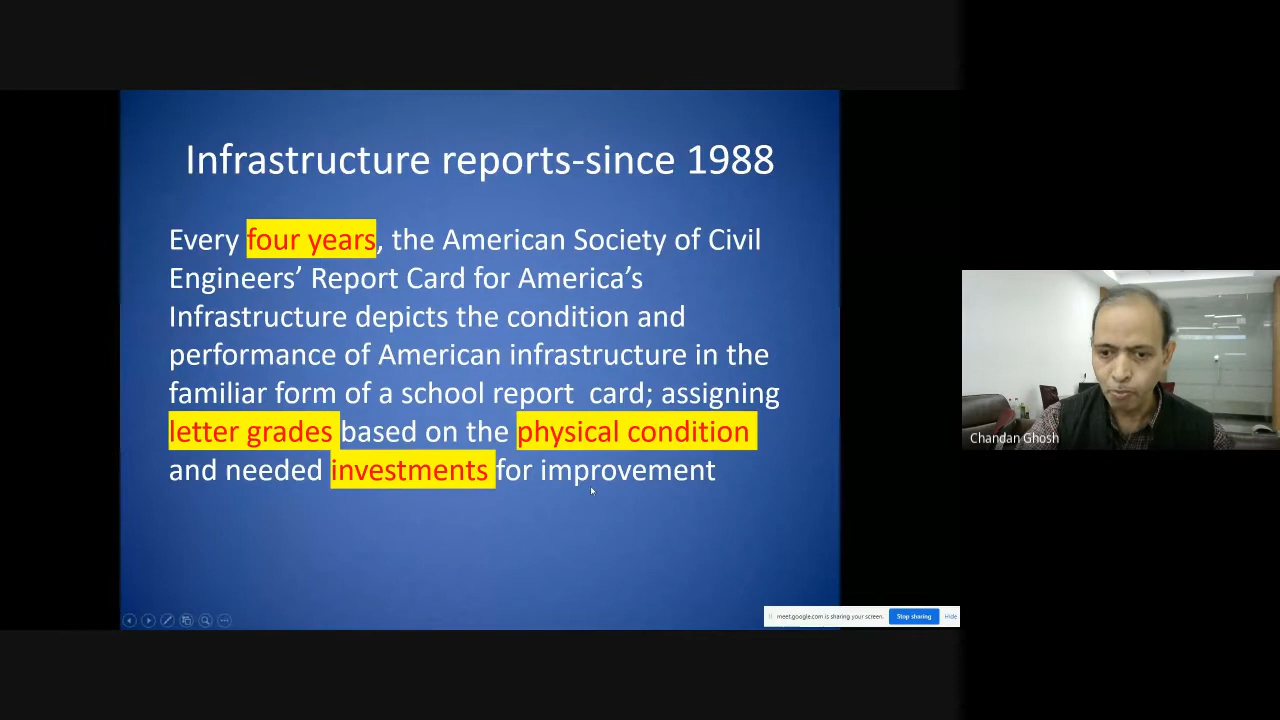 Infrastructure reports-since 1988
Every four years, the American Society of Civil
Engineers’ Report Card for America’s
Infrastructure depicts the condition and
performance of American infrastructure in the
familiar form of a school report card; assigning
letter grades based on the physical condition
and needed investments for improvement
Chandan Ghosh
meet.google.com is sharing your screen. Stop sharing Hide